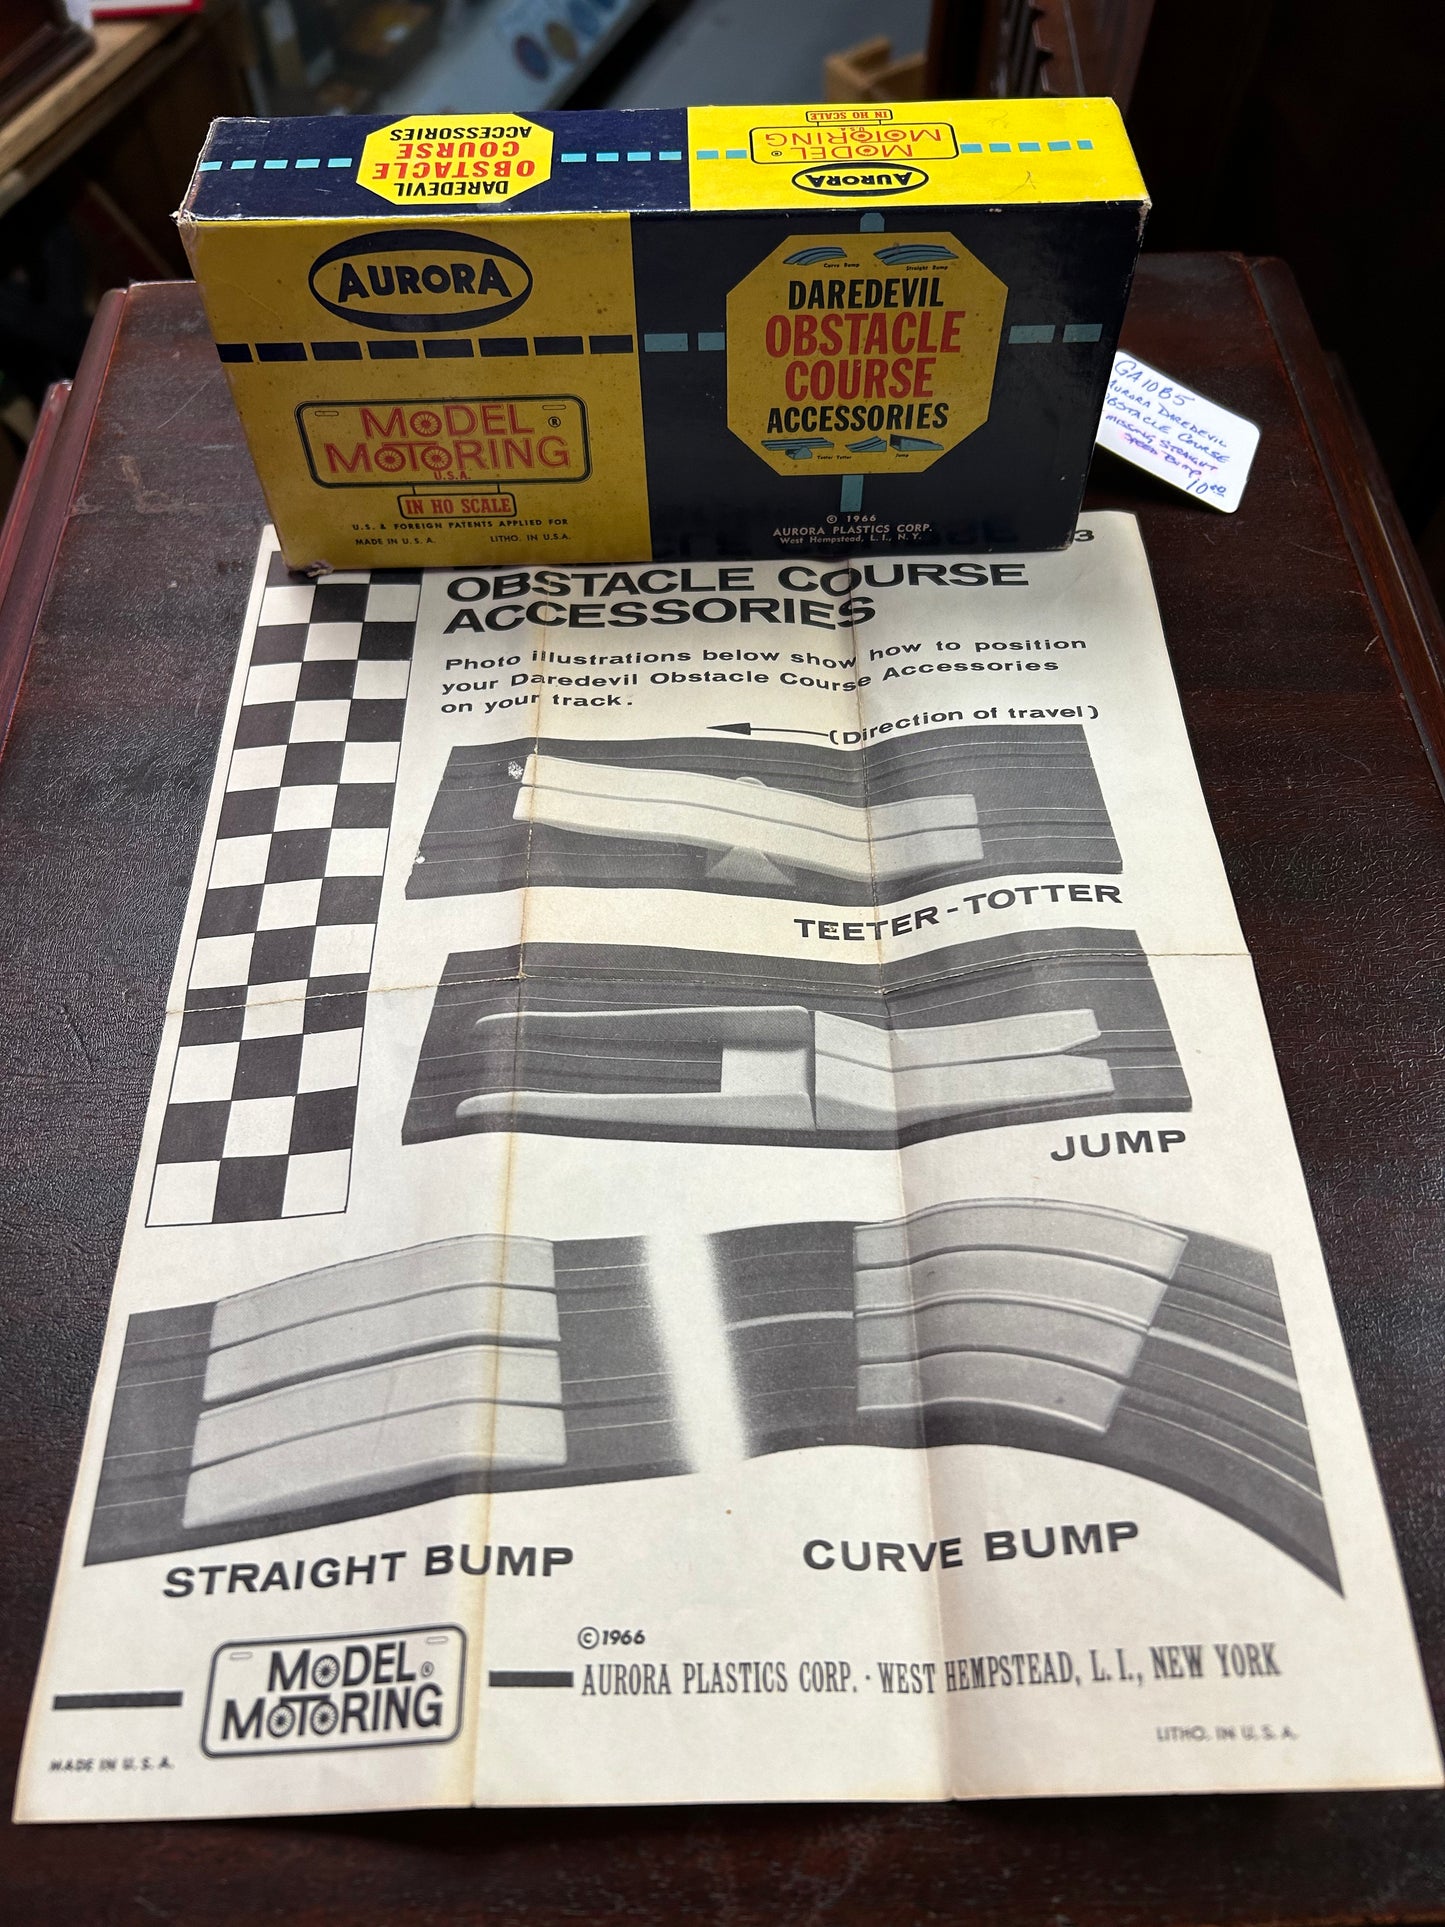 DAREDEVIL
OBSTACLE
COURSE
ACCESSORIES
AURORA
MODEL
MOTORING
U.S.A.
IN HO SCALE
AURORA
MODEL ®
MOTORING
U.S.A.
IN HO SCALE
U.S. & FOREIGN PATENTS APPLIED FOR
MADE IN U.S.A. LITHO. IN U.S.A.
Curve Bump Straight Bump
DAREDEVIL
OBSTACLE
COURSE
ACCESSORIES
Teeter Totter Jump
© 1966
AURORA PLASTICS CORP.
West Hempstead, L. I., N. Y.
GA10B5
AURORA DAREDEVIL
OBSTACLE COURSE
MISSING STRAIGHT
SPEED BUMP
10.00
3
OBSTACLE COURSE
ACCESSORIES
Photo illustrations below show how to position
your Daredevil Obstacle Course Accessories
on your track.
(Direction of travel)
TEETER-TOTTER
JUMP
STRAIGHT BUMP
CURVE BUMP
MODEL ®
MOTORING
©1966
AURORA PLASTICS CORP. · WEST HEMPSTEAD, L. I., NEW YORK
MADE IN U. S. A.
LITHO. IN U. S. A.